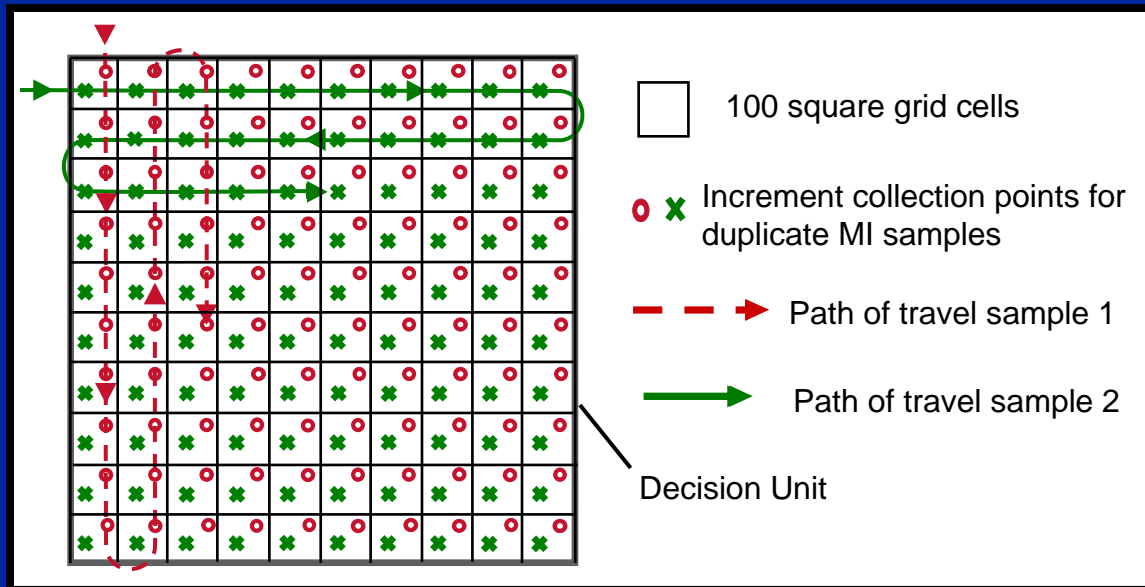 100 square grid cells
Increment collection points for
duplicate MI samples
Path of travel sample 1
Path of travel sample 2
Decision Unit